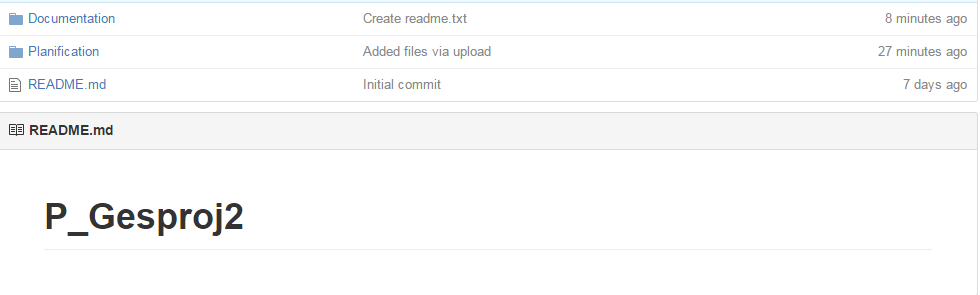 Documentation Create readme.txt 8 minutes ago
Planification Added files via upload 27 minutes ago
README.md Initial commit 7 days ago
README.md
P_Gesproj2